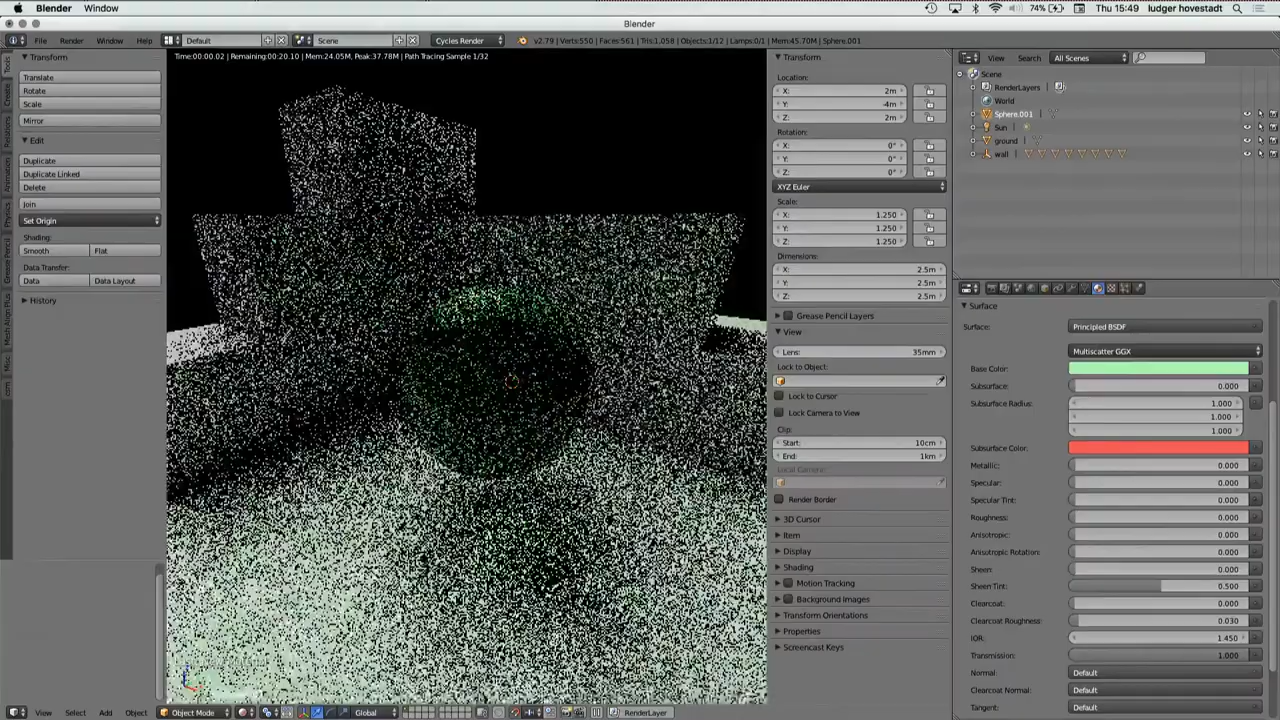 Blender Window 74% Thu 15:49 ludger hovestadt
Blender
File Render Window Help Default Scene Cycles Render v2.79 | Verts:550 | Faces:561 | Tris:1,058 | Objects:1/12 | Lamps:0/1 | Mem:45.70M | Sphere.001
Time:00:00.02 | Remaining:00:20.10 | Mem:24.05M, Peak:37.78M | Path Tracing Sample 1/32
Tools
Create
Relations
Animation
Physics
Grease Pencil
Mesh Align Plus
Misc
Transform
Translate
Rotate
Scale
Mirror
Edit
Duplicate
Duplicate Linked
Delete
Join
Set Origin
Shading:
Smooth Flat
Data Transfer:
Data Data Layout
History
Transform
Location:
X: 2m
Y: -4m
Z: 2m
Rotation:
X: 0°
Y: 0°
Z: 0°
XYZ Euler
Scale:
X: 1.250
Y: 1.250
Z: 1.250
Dimensions:
X: 2.5m
Y: 2.5m
Z: 2.5m
Grease Pencil Layers
View
Lens: 35mm
Lock to Object:
Lock to Cursor
Lock Camera to View
Clip:
Start: 10cm
End: 1km
Local Camera:
Render Border
3D Cursor
Item
Display
Shading
Motion Tracking
Background Images
Transform Orientations
Properties
Screencast Keys
View Search All Scenes
Scene
RenderLayers
World
Sphere.001
Sun
ground
wall
Surface
Surface: Principled BSDF
Multiscatter GGX
Base Color:
Subsurface: 0.000
Subsurface Radius: 1.000
1.000
1.000
Subsurface Color:
Metallic: 0.000
Specular: 0.000
Specular Tint: 0.000
Roughness: 0.000
Anisotropic: 0.000
Anisotropic Rotation: 0.000
Sheen: 0.000
Sheen Tint: 0.500
Clearcoat: 0.000
Clearcoat Roughness: 0.030
IOR: 1.450
Transmission: 1.000
Normal: Default
Clearcoat Normal: Default
Tangent: Default
View Select Add Object Object Mode Global RenderLayer